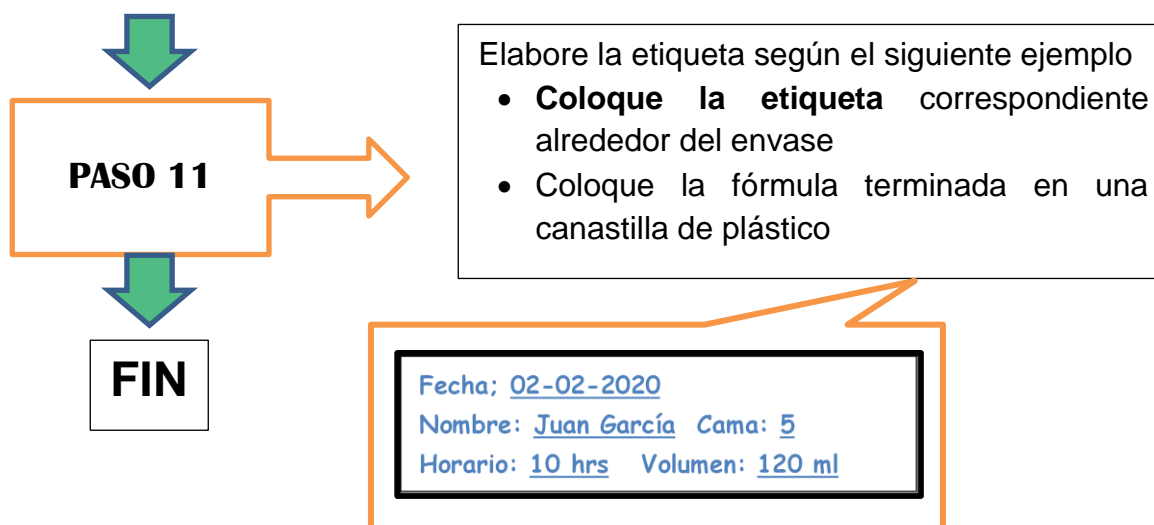 Elabore la etiqueta según el siguiente ejemplo
• Coloque la etiqueta correspondiente
alrededor del envase
• Coloque la fórmula terminada en una
canastilla de plástico
PASO 11
FIN
Fecha; 02-02-2020
Nombre: Juan García Cama: 5
Horario: 10 hrs Volumen: 120 ml